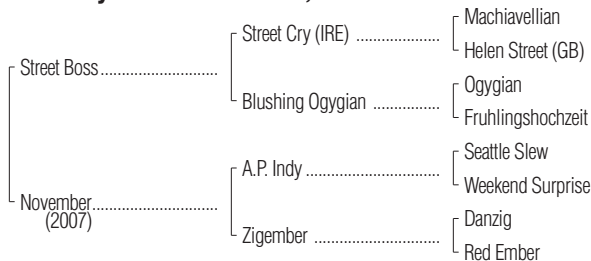 Machiavellian
Street Cry (IRE) ....................
Helen Street (GB)
Street Boss............................
Ogygian
Blushing Ogygian ................
Fruhlingshochzeit
Seattle Slew
A.P. Indy ................................
Weekend Surprise
November..............................
(2007)
Danzig
Zigember ..............................
Red Ember